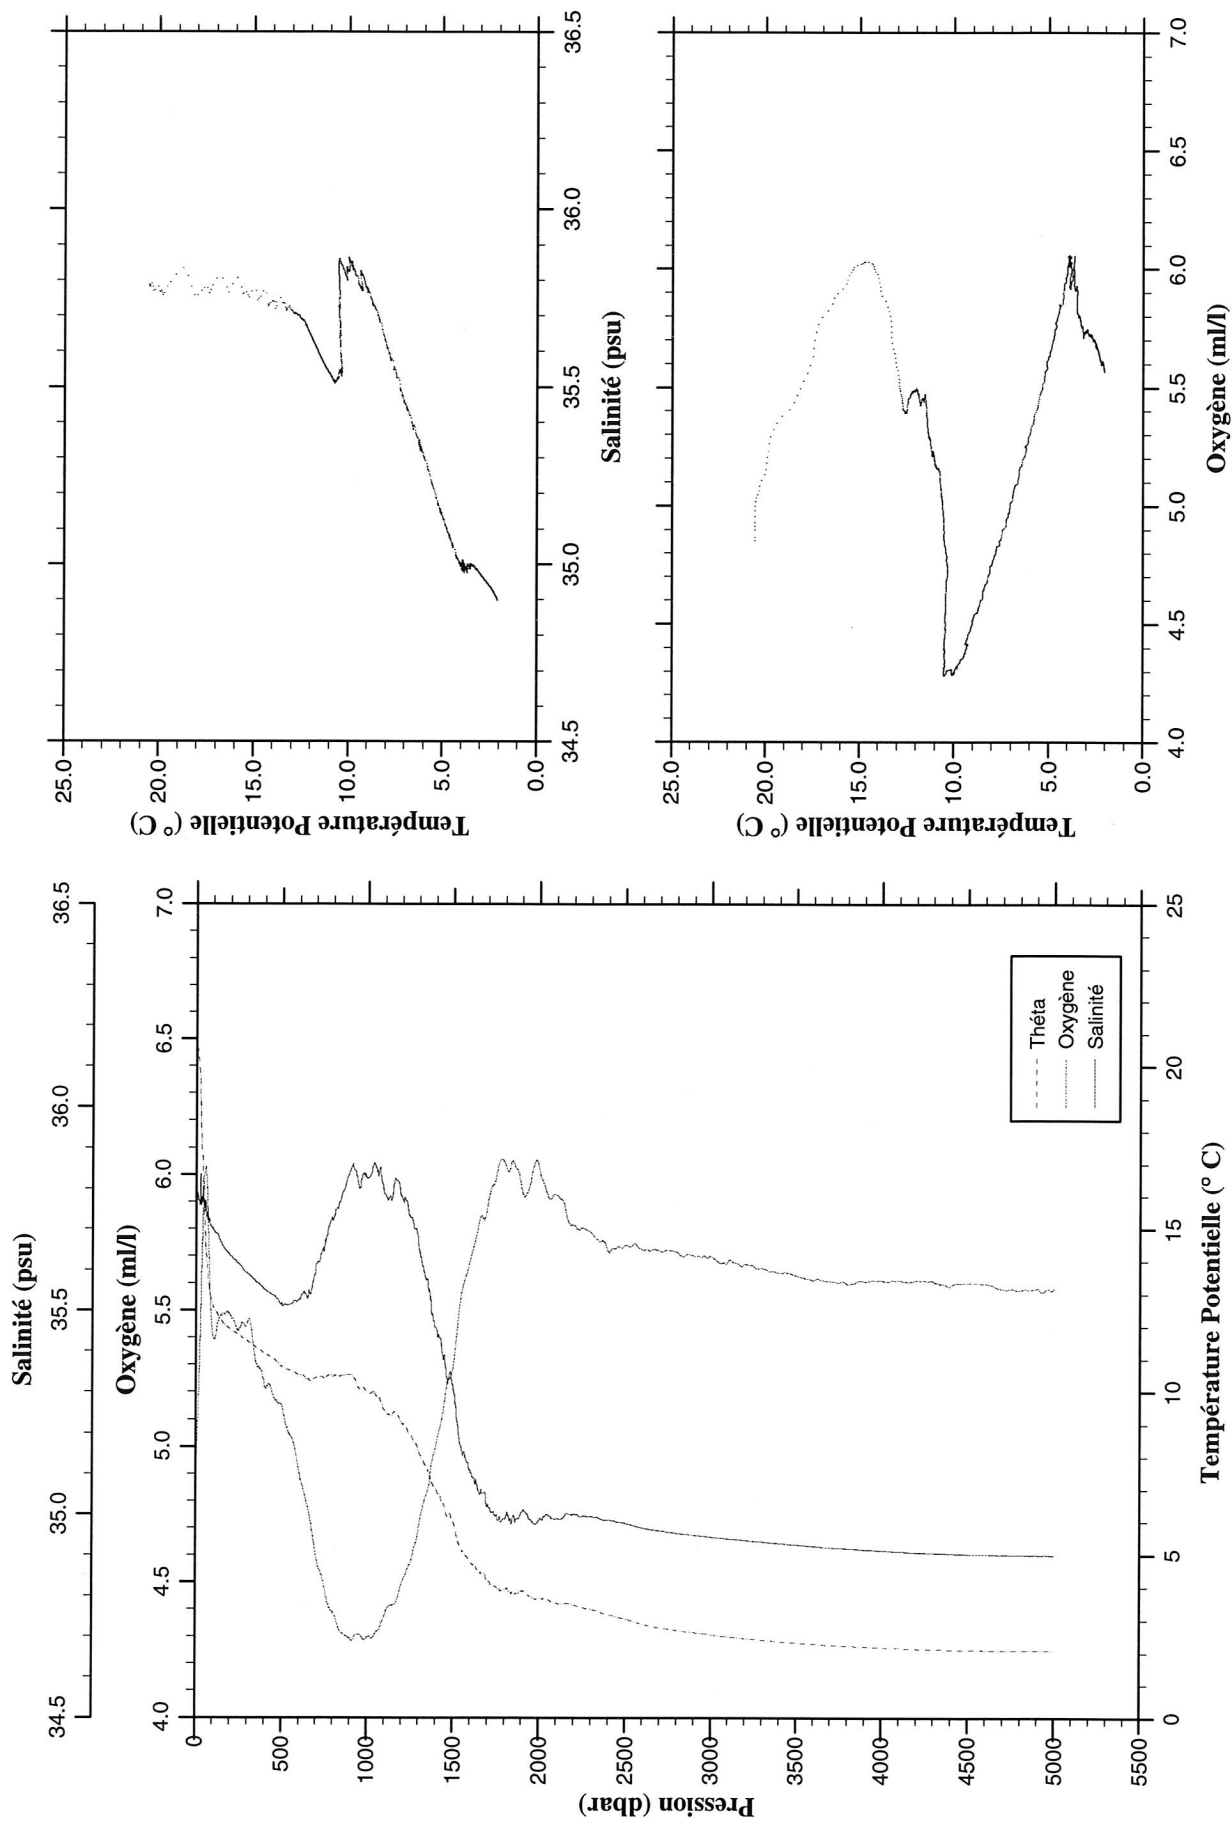 Salinité (psu)
34.5 35.0 35.5 36.0 36.5
Oxygène (ml/l)
4.0 4.5 5.0 5.5 6.0 6.5 7.0
Pression (dbar)
0
500
1000
1500
2000
2500
3000
3500
4000
4500
5000
5500
Théta
Oxygène
Salinité
0 5 10 15 20 25
Température Potentielle (° C)
Température Potentielle (° C)
25.0
20.0
15.0
10.0
5.0
0.0
34.5 35.0 35.5 36.0 36.5
Salinité (psu)
Température Potentielle (° C)
25.0
20.0
15.0
10.0
5.0
0.0
4.0 4.5 5.0 5.5 6.0 6.5 7.0
Oxygène (ml/l)